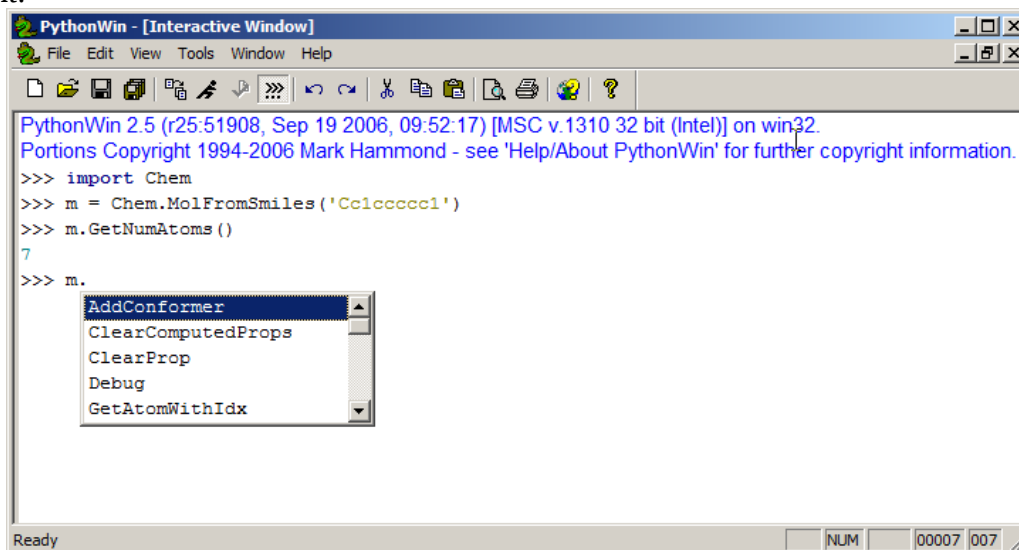 PythonWin - [Interactive Window]
File Edit View Tools Window Help
PythonWin 2.5 (r25:51908, Sep 19 2006, 09:52:17) [MSC v.1310 32 bit (Intel)] on win32.
Portions Copyright 1994-2006 Mark Hammond - see 'Help/About PythonWin' for further copyright information.
>>> import Chem
>>> m = Chem.MolFromSmiles('Cc1ccccc1')
>>> m.GetNumAtoms()
7
>>> m.
AddConformer
ClearComputedProps
ClearProp
Debug
GetAtomWithIdx
Ready NUM 00007 007